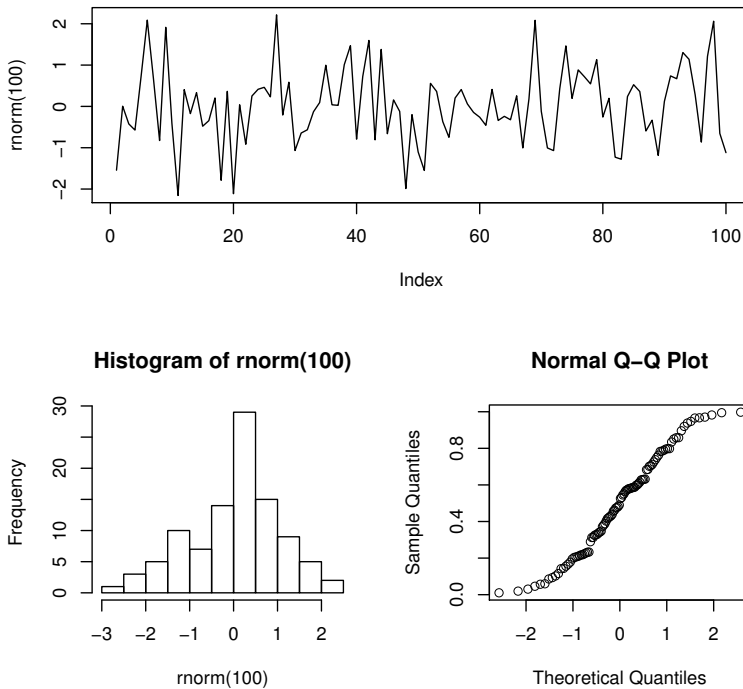 2
1
0
−1
−2
rnorm(100)
0 20 40 60 80 100
Index
Histogram of rnorm(100)
30
20
10
5
0
Frequency
−3 −2 −1 0 1 2
rnorm(100)
Normal Q−Q Plot
0.8
0.4
0.0
Sample Quantiles
−2 −1 0 1 2
Theoretical Quantiles